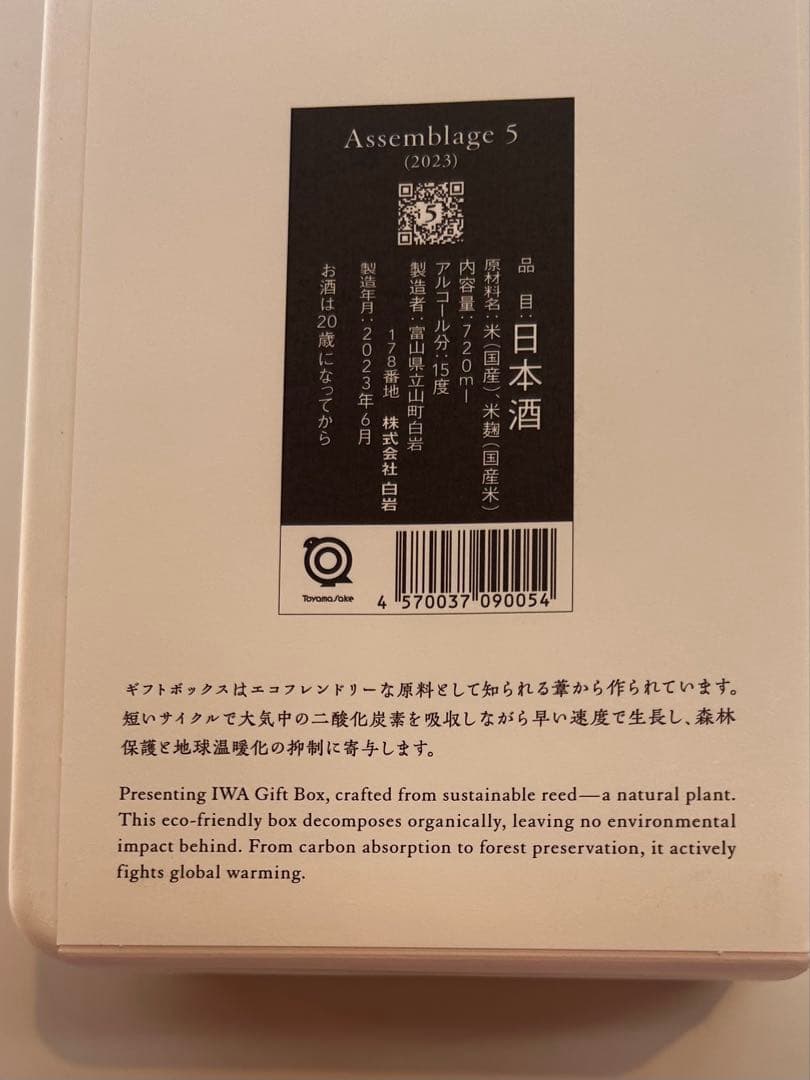 Assemblage 5
(2023)
5
品 目:日本酒
原材料名:米(国産)、米麹(国産米)
内容量:720ml
アルコール分:15度
製造者:富山県立山町白岩
178番地 株式会社 白岩
製造年月:2023年6月
お酒は20歳になってから
Toyama Sake
4 570037 090054
ギフトボックスはエコフレンドリーな原料として知られる葦から作られています。
短いサイクルで大気中の二酸化炭素を吸収しながら早い速度で生長し、森林
保護と地球温暖化の抑制に寄与します。
Presenting IWA Gift Box, crafted from sustainable reed—a natural plant.
This eco-friendly box decomposes organically, leaving no environmental
impact behind. From carbon absorption to forest preservation, it actively
fights global warming.